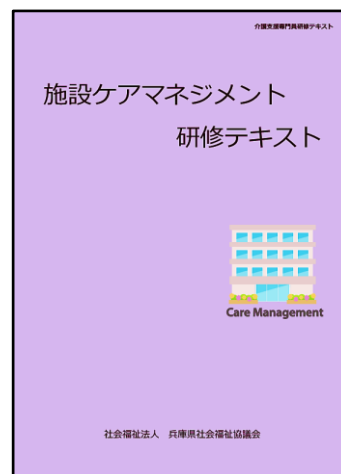 介護支援専門員研修テキスト
施設ケアマネジメント
研修テキスト
Care Management
社会福祉法人 兵庫県社会福祉協議会